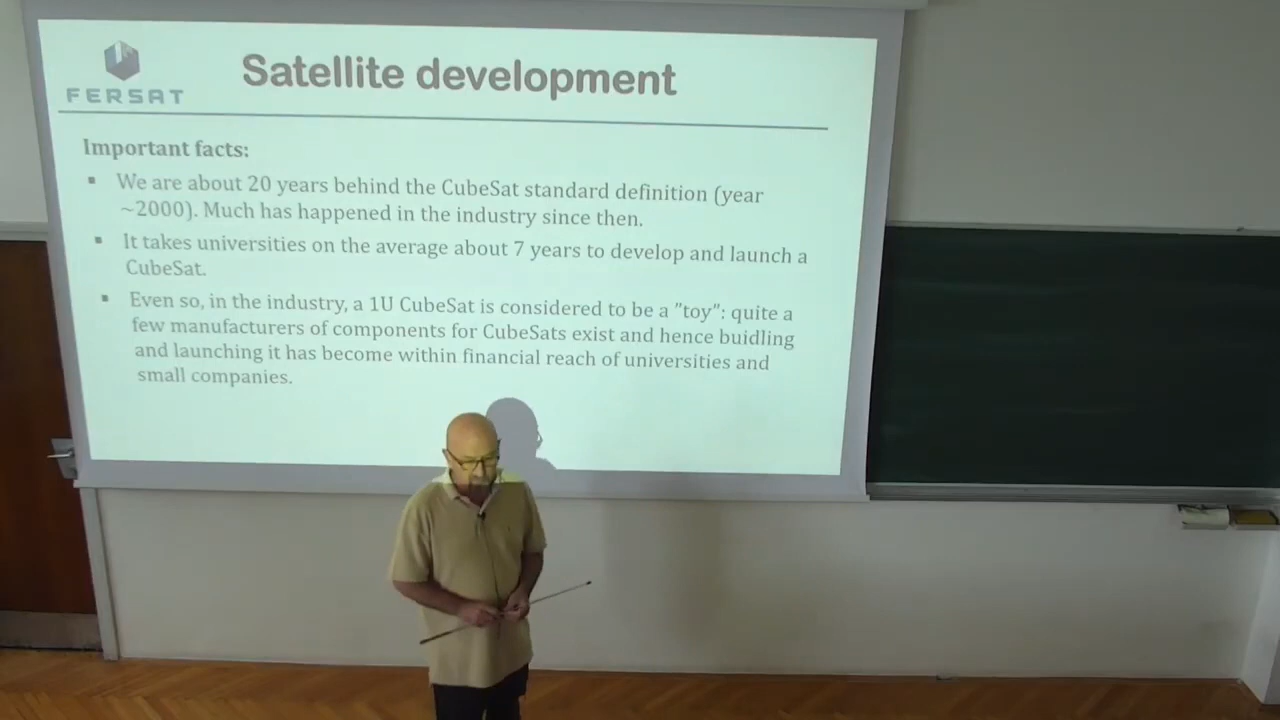 FERSAT
Satellite development
Important facts:
▪ We are about 20 years behind the CubeSat standard definition (year
~2000). Much has happened in the industry since then.
▪ It takes universities on the average about 7 years to develop and launch a
CubeSat.
▪ Even so, in the industry, a 1U CubeSat is considered to be a ”toy”: quite a
few manufacturers of components for CubeSats exist and hence buidling
and launching it has become within financial reach of universities and
small companies.